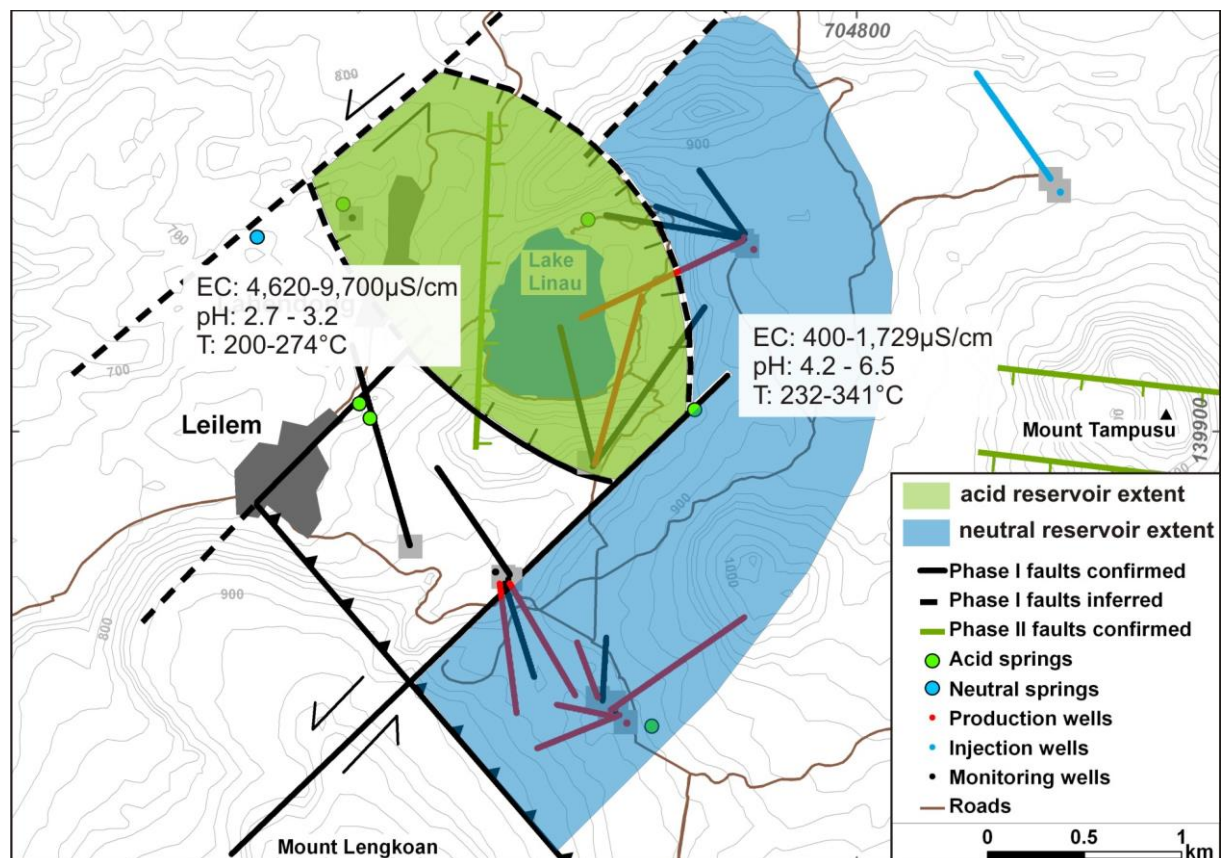 704800
800
900
700
Lake
Linau
EC: 4,620-9,700µS/cm
pH: 2.7 - 3.2
T: 200-274°C
EC: 400-1,729µS/cm
pH: 4.2 - 6.5
T: 232-341°C
700
Leilem
Mount Tampusu
139900
900
1000
900
800
Mount Lengkoan
acid reservoir extent
neutral reservoir extent
Phase I faults confirmed
Phase I faults inferred
Phase II faults confirmed
Acid springs
Neutral springs
Production wells
Injection wells
Monitoring wells
Roads
0 0.5 1
km